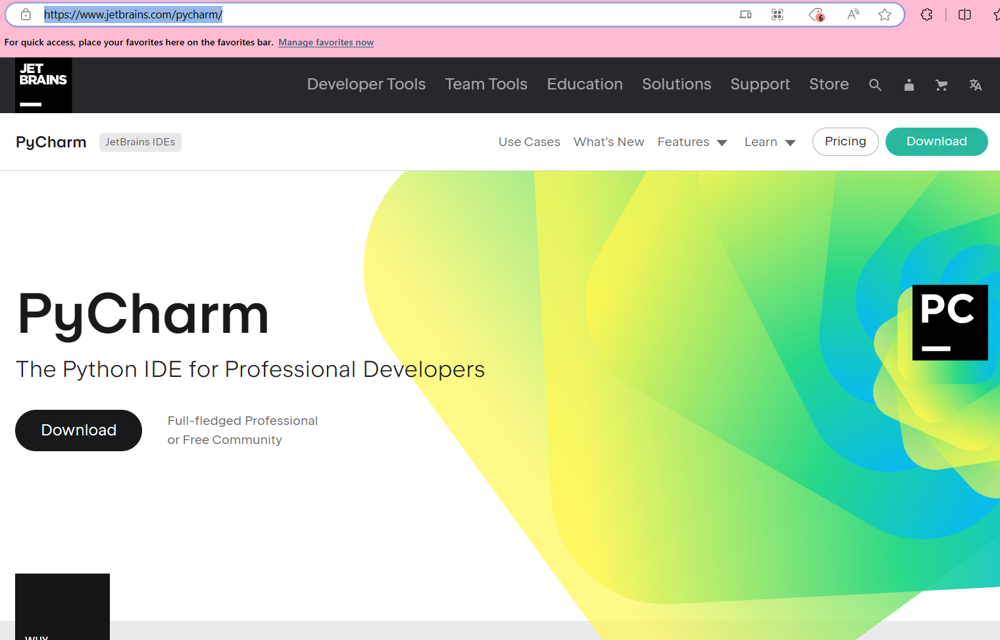 https://www.jetbrains.com/pycharm/
6
For quick access, place your favorites here on the favorites bar. Manage favorites now
JET
BRAINS
Developer Tools Team Tools Education Solutions Support Store
PyCharm JetBrains IDEs Use Cases What's New Features Learn Pricing Download
PyCharm
The Python IDE for Professional Developers
Download
Full-fledged Professional
or Free Community
PC
WHY